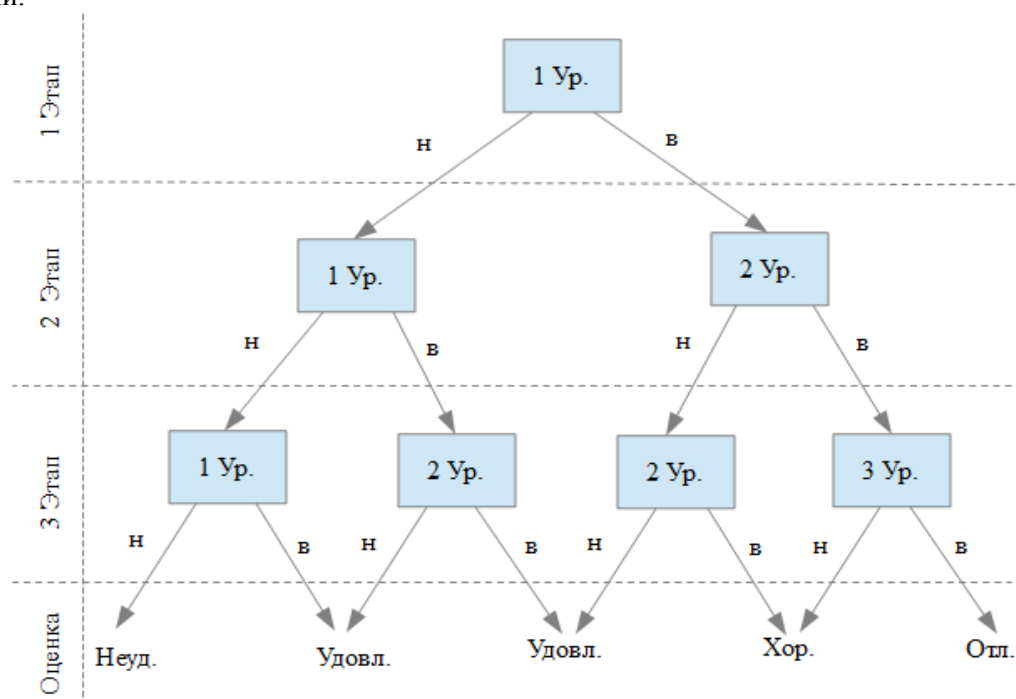 ии.
1 Этап
1 Ур.
н
в
2 Этап
1 Ур.
2 Ур.
н
в
н
в
3 Этап
1 Ур.
2 Ур.
2 Ур.
3 Ур.
н
в
н
в
н
в
н
в
Оценка
Неуд.
Удовл.
Удовл.
Хор.
Отл.